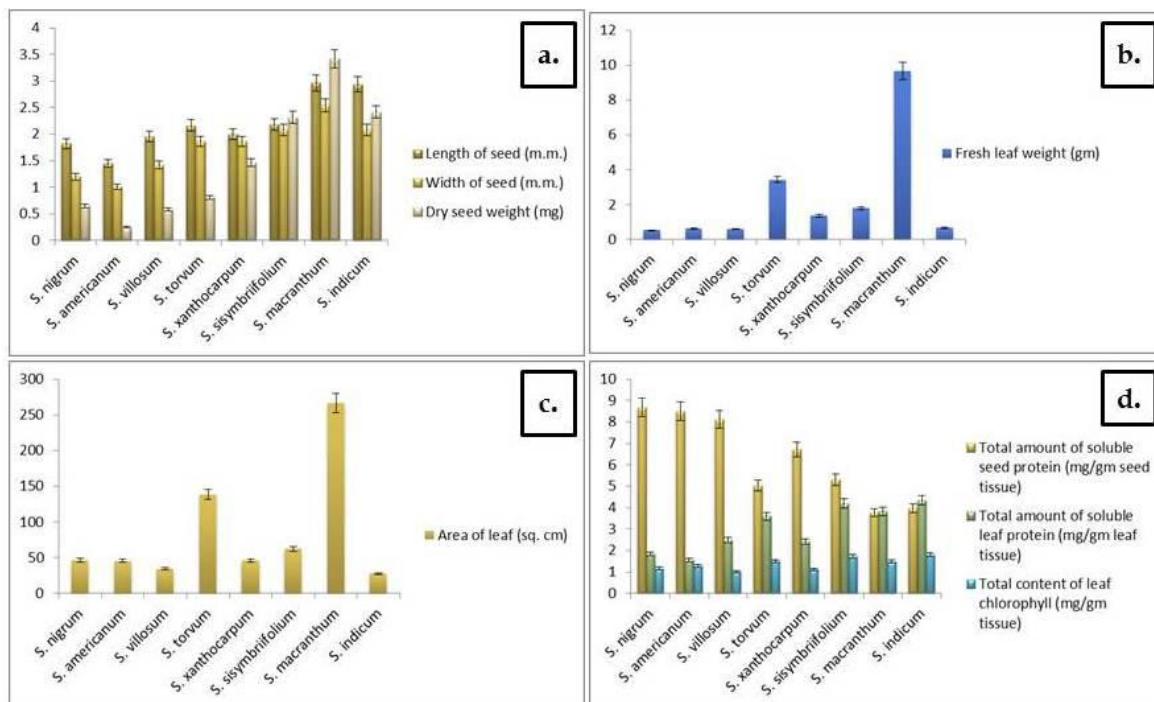 a.
4
3.5
3
2.5
2
1.5
1
0.5
0
S. nigrum
S. americanum
S. villosum
S. torvum
S. xanthocarpum
S. sisymbriifolium
S. macranthum
S. indicum
Length of seed (m.m.)
Width of seed (m.m.)
Dry seed weight (mg)
b.
12
10
8
6
4
2
0
S. nigrum
S. americanum
S. villosum
S. torvum
S. xanthocarpum
S. sisymbriifolium
S. macranthum
S. indicum
Fresh leaf weight (gm)
c.
300
250
200
150
100
50
0
S. nigrum
S. americanum
S. villosum
S. torvum
S. xanthocarpum
S. sisymbriifolium
S. macranthum
S. indicum
Area of leaf (sq. cm)
d.
10
9
8
7
6
5
4
3
2
1
0
S. nigrum
S. americanum
S. villosum
S. torvum
S. xanthocarpum
S. sisymbriifolium
S. macranthum
S. indicum
Total amount of soluble
seed protein (mg/gm seed
tissue)
Total amount of soluble
leaf protein (mg/gm leaf
tissue)
Total content of leaf
chlorophyll (mg/gm
tissue)